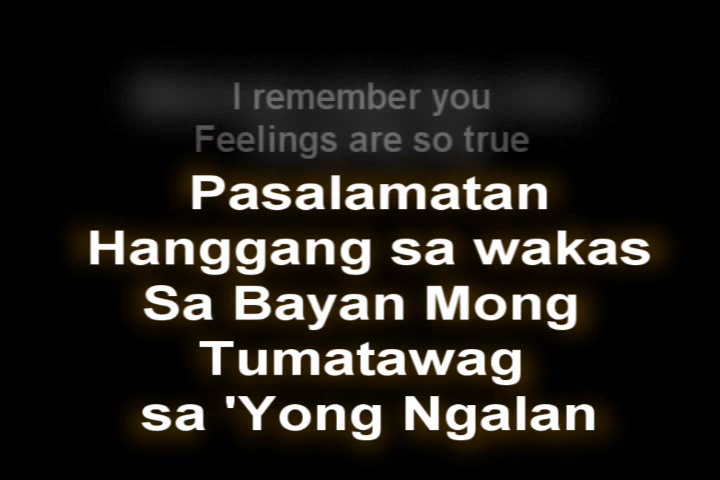 I remember you
Feelings are so true
Pasalamatan
Hanggang sa wakas
Sa Bayan Mong
Tumatawag
sa 'Yong Ngalan